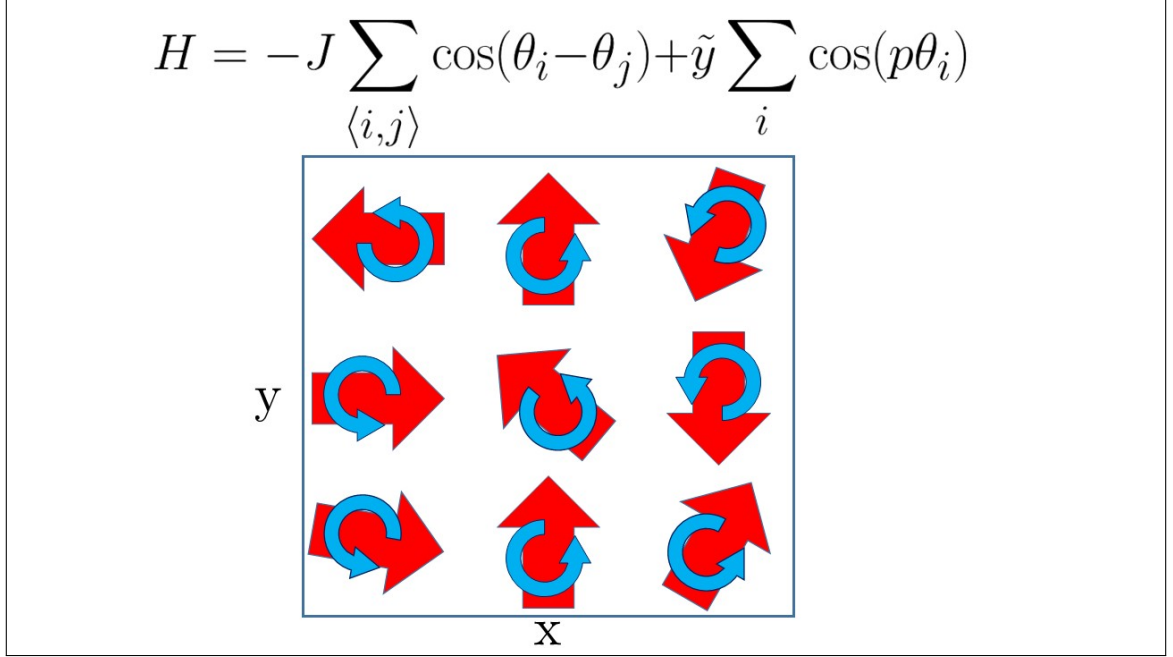 H = -J \sum_{\langle i,j \rangle} \cos(\theta_i - \theta_j) + \tilde{y} \sum_i \cos(p\theta_i)
y
x